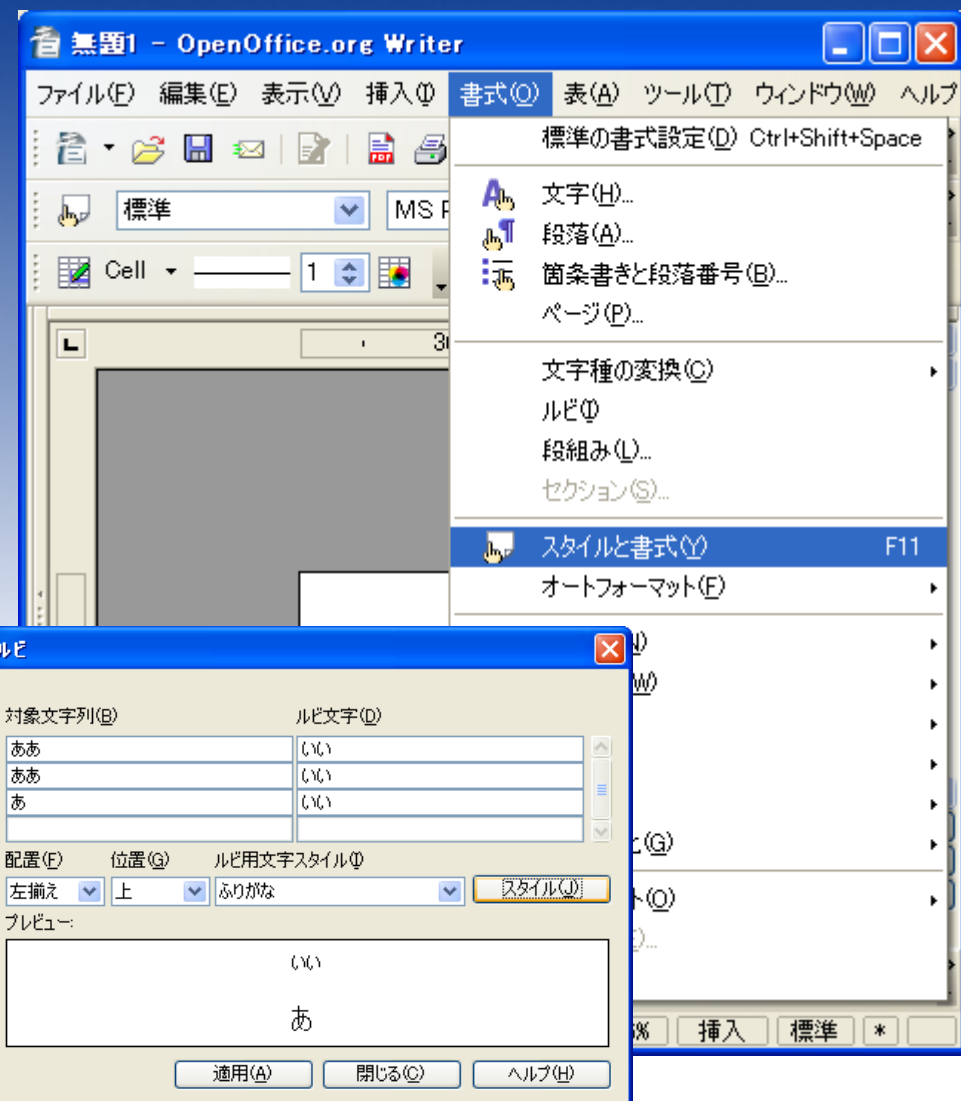 無題1 - OpenOffice.org Writer
ファイル(F) 編集(E) 表示(V) 挿入(I) 書式(O) 表(A) ツール(T) ウィンドウ(W) ヘルプ
標準の書式設定(D) Ctrl+Shift+Space
標準 MS
文字(H)...
段落(A)...
Cell 1
箇条書きと段落番号(B)...
ページ(P)...
文字種の変換(C)
ルビ(I)
段組み(L)...
セクション(S)...
スタイルと書式(Y) F11
オートフォーマット(F)
ルビ
対象文字列(B) ルビ文字(D)
ああ いい
ああ いい
あ いい
(G)
配置(F) 位置(G) ルビ用文字スタイル(I)
左揃え 上 ふりがな スタイル(J)
(O)
プレビュー:
いい
あ
% 挿入 標準 *
適用(A) 閉じる(C) ヘルプ(H)